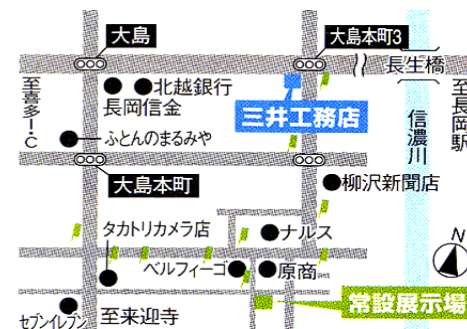 大島
大島本町3
北越銀行
長生橋
長岡信金
至喜多IC
三井工務店
信濃川
至長岡駅
ふとんのまるみや
大島本町
柳沢新聞店
タカトリカメラ店
ナルス
N
ベルフィーゴ
原商
常設展示場
セブンイレブン
至来迎寺